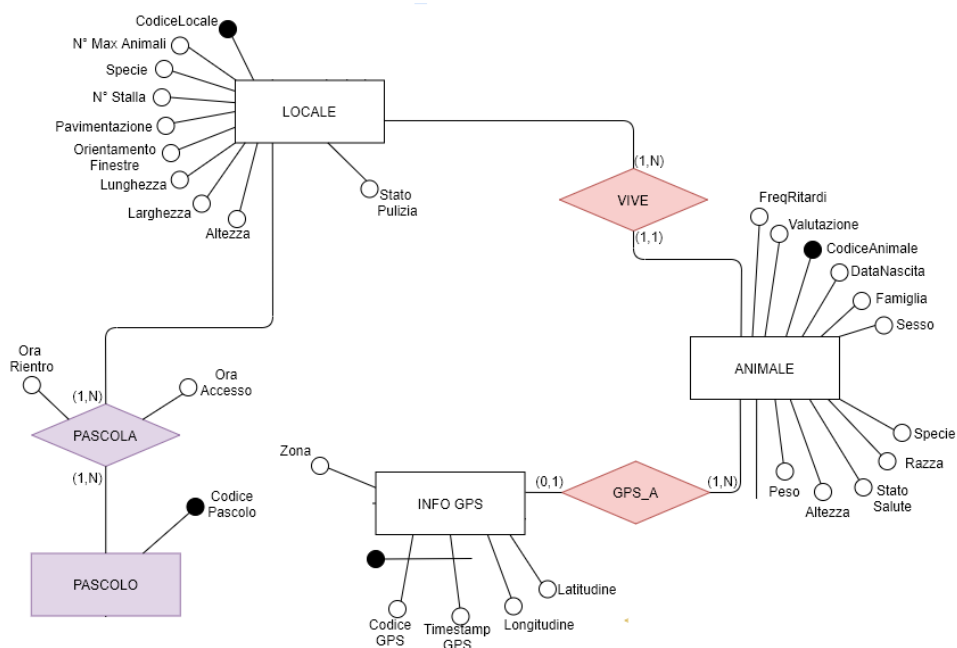 CodiceLocale
N° Max Animali
Specie
N° Stalla
Pavimentazione
Orientamento
Finestre
Lunghezza
Larghezza
Altezza
LOCALE
Stato
Pulizia
(1,N)
VIVE
(1,1)
FreqRitardi
Valutazione
CodiceAnimale
DataNascita
Famiglia
Sesso
ANIMALE
Specie
Razza
Stato
Salute
Altezza
Peso
Ora
Rientro
Ora
Accesso
(1,N)
PASCOLA
(1,N)
Codice
Pascolo
PASCOLO
Zona
INFO GPS
(0,1)
GPS_A
(1,N)
Latitudine
Longitudine
Timestamp
GPS
Codice
GPS